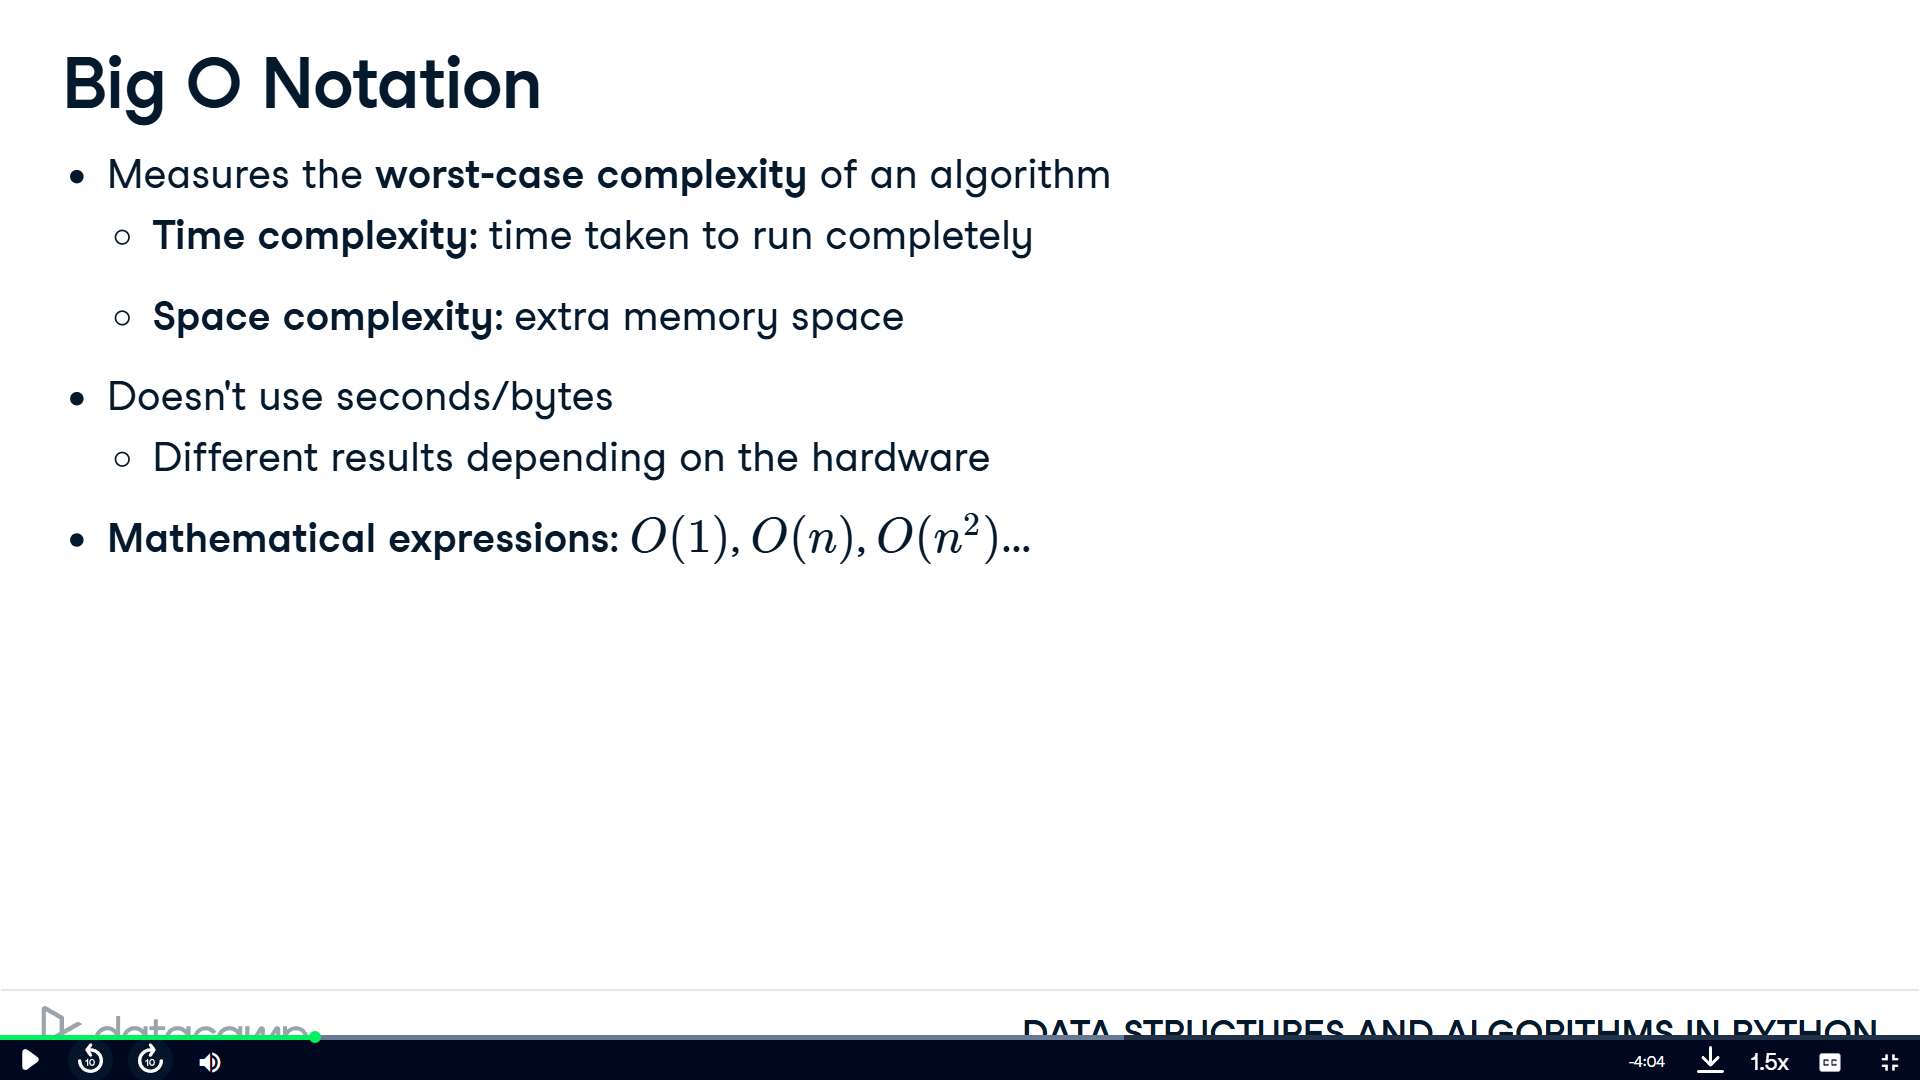 Big O Notation
• Measures the worst-case complexity of an algorithm
○ Time complexity: time taken to run completely
○ Space complexity: extra memory space
• Doesn't use seconds/bytes
○ Different results depending on the hardware
• Mathematical expressions: O(1), O(n), O(n²)...
datacamp
DATA STRUCTURES AND ALGORITHMS IN PYTHON
10 10 -4:04 1.5x CC